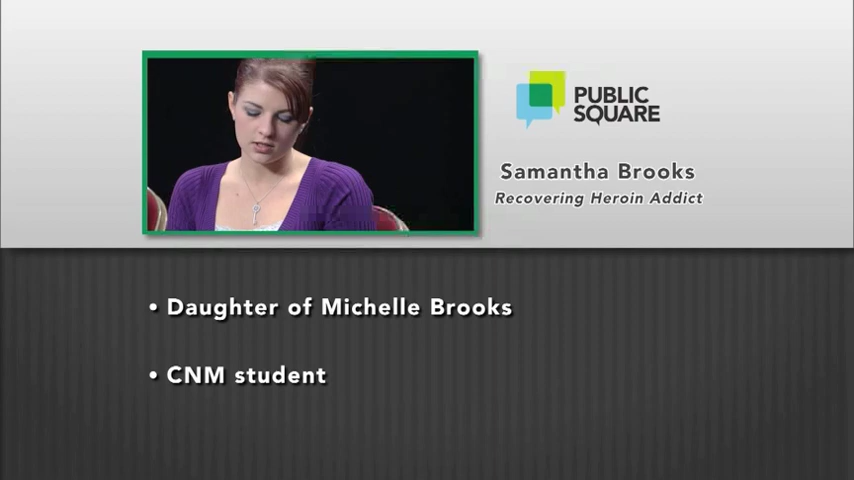 PUBLIC
SQUARE
Samantha Brooks
Recovering Heroin Addict
• Daughter of Michelle Brooks
• CNM student